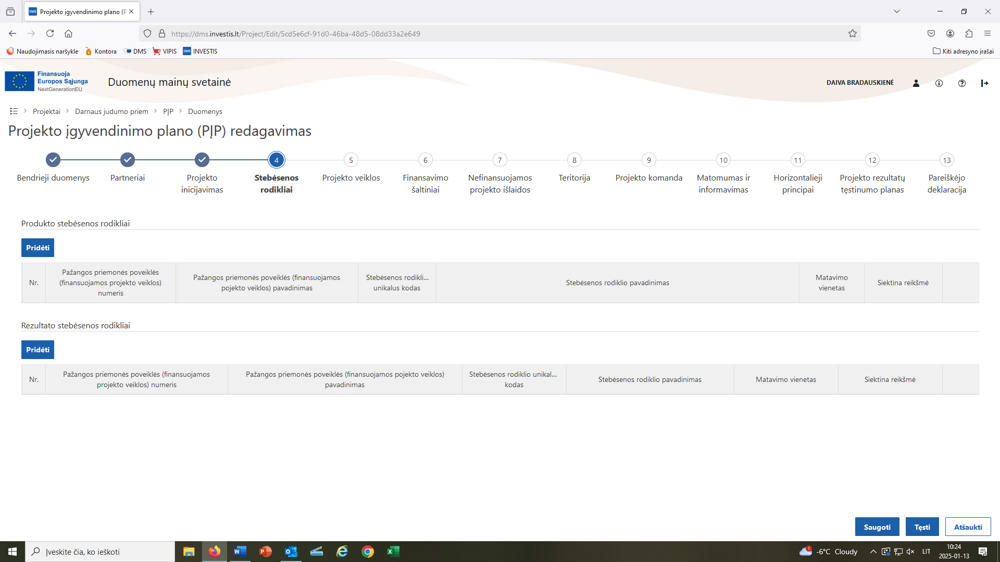 Projekto įgyvendinimo plano (P
https://dms.investis.lt/Project/Edit/5cd5e6cf-91d0-46ba-48d5-08dd33a2e649
Naudojimasis naršykle Kontora DMS VIPIS DMS INVESTIS Kiti adresyno įrašai
Finansuoja
Europos Sąjunga
NextGenerationEU
Duomenų mainų svetainė
DAIVA BRADAUSKIENĖ
Projektai > Darnaus judumo priem > PĮP > Duomenys
Projekto įgyvendinimo plano (PĮP) redagavimas
4 5 6 7 8 9 10 11 12 13
Bendrieji duomenys
Partneriai
Projekto
inicijavimas
Stebėsenos
rodikliai
Projekto veiklos
Finansavimo
šaltiniai
Nefinansuojamos
projekto išlaidos
Teritorija
Projekto komanda
Matomumas ir
informavimas
Horizontalieji
principai
Projekto rezultatų
tęstinumo planas
Pareiškėjo
deklaracija
Produkto stebėsenos rodikliai
Pridėti
Nr.
Pažangos priemonės poveiklės
(finansuojamos projekto veiklos)
numeris
Pažangos priemonės poveiklės (finansuojamos
pojekto veiklos) pavadinimas
Stebėsenos rodikli...
unikalus kodas
Stebėsenos rodiklio pavadinimas
Matavimo
vienetas
Siektina reikšmė
Rezultato stebėsenos rodikliai
Pridėti
Nr.
Pažangos priemonės poveiklės (finansuojamos
projekto veiklos) numeris
Pažangos priemonės poveiklės (finansuojamos pojekto veiklos)
pavadinimas
Stebėsenos rodiklio unikal...
kodas
Stebėsenos rodiklio pavadinimas
Matavimo vienetas
Siektina reikšmė
Saugoti Tęsti Atšaukti
Įveskite čia, ko ieškoti
1
-6°C Cloudy
LIT
10:24
2025-01-13